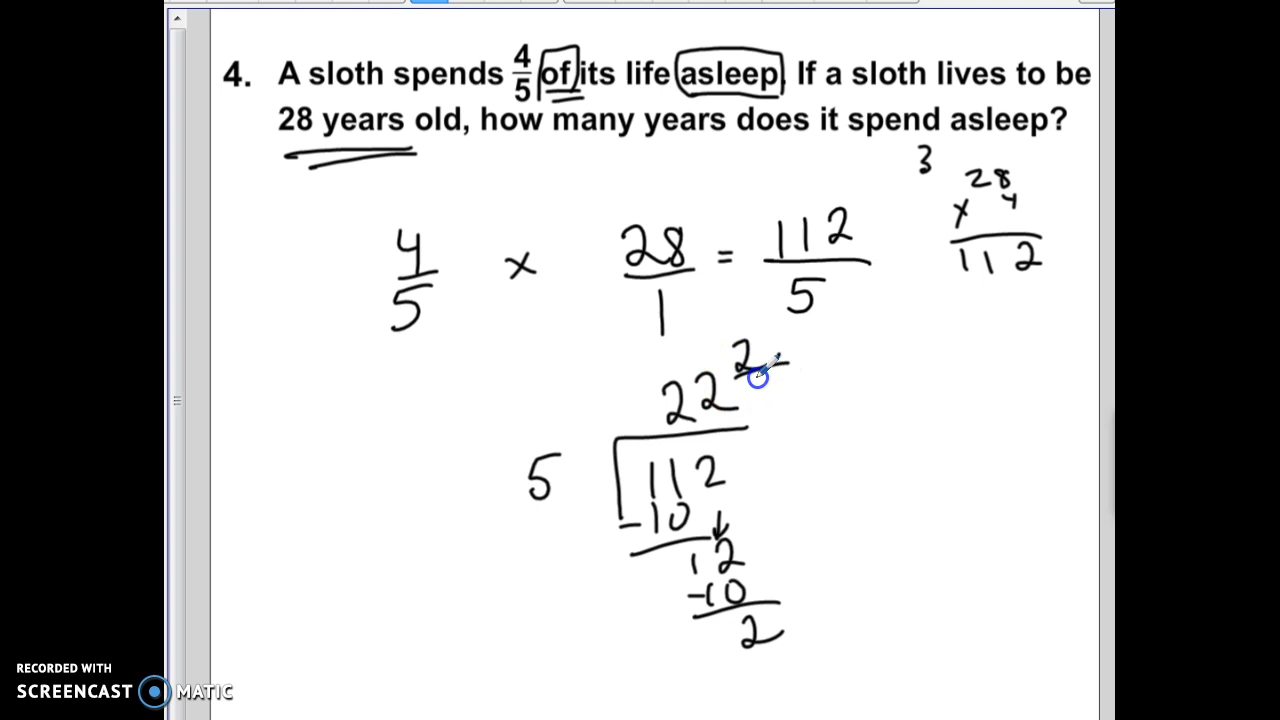 4. A sloth spends 4/5 of its life asleep. If a sloth lives to be
28 years old, how many years does it spend asleep?
3
28
x 4
112
4/5 x 28/1 = 112/5
22 2
5 112
-10
12
-10
2
RECORDED WITH
SCREENCAST MATIC